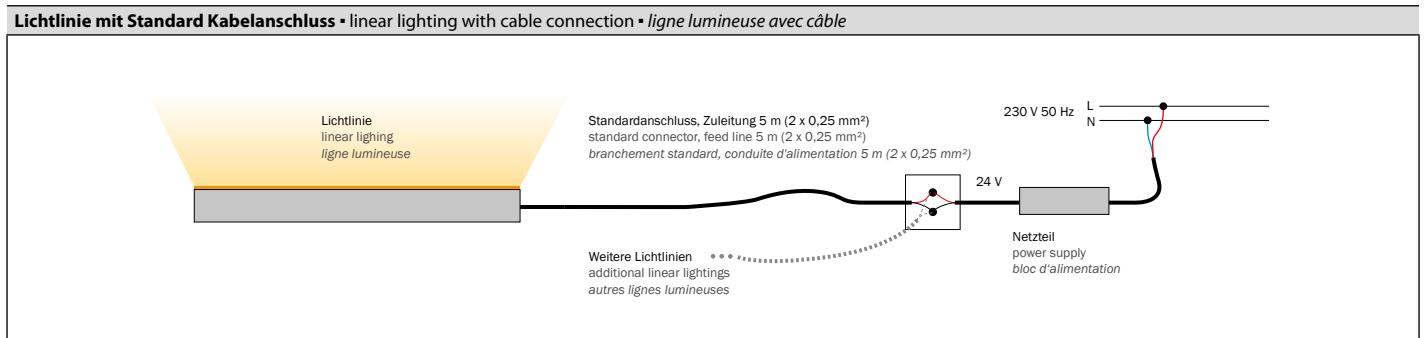 Lichtlinie mit Standard Kabelanschluss ▪ linear lighting with cable connection ▪ ligne lumineuse avec câble
Lichtlinie
linear lighing
ligne lumineuse
Standardanschluss, Zuleitung 5 m (2 x 0,25 mm²)
standard connector, feed line 5 m (2 x 0,25 mm²)
branchement standard, conduite d'alimentation 5 m (2 x 0,25 mm²)
230 V 50 Hz
L
N
24 V
Netzteil
power supply
bloc d'alimentation
Weitere Lichtlinien
additional linear lightings
autres lignes lumineuses